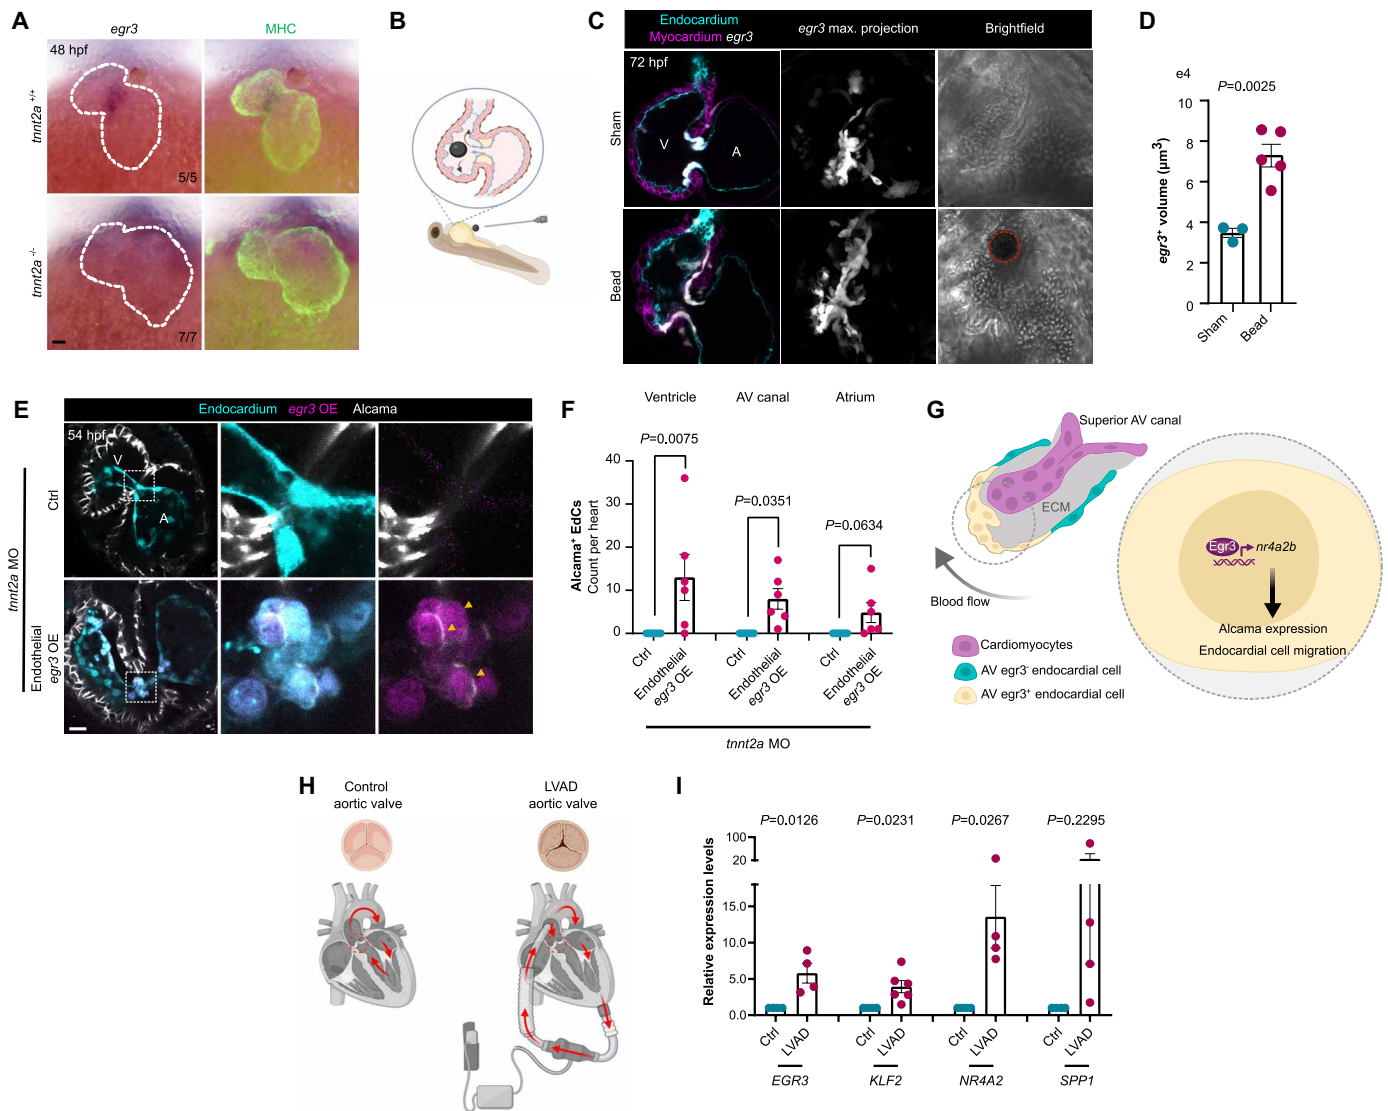 A
egr3
MHC
48 hpf
tnnt2a +/+
5/5
tnnt2a -/-
7/7
B
C
Endocardium
Myocardium egr3
egr3 max. projection
Brightfield
72 hpf
Sham
V
A
Bead
D
e4
P=0.0025
egr3+ volume (µm3)
10
8
6
4
2
0
Sham
Bead
E
Endocardium egr3 OE Alcama
54 hpf
V
A
Ctrl
Endothelial
egr3 OE
tnnt2a MO
F
Ventricle
AV canal
Atrium
P=0.0075
P=0.0351
P=0.0634
Alcama+ EdCs
Count per heart
40
30
20
10
0
Ctrl
Endothelial
egr3 OE
Ctrl
Endothelial
egr3 OE
Ctrl
Endothelial
egr3 OE
tnnt2a MO
G
Superior AV canal
ECM
Blood flow
Cardiomyocytes
AV egr3- endocardial cell
AV egr3+ endocardial cell
Egr3
nr4a2b
Alcama expression
Endocardial cell migration
H
Control
aortic valve
LVAD
aortic valve
I
P=0.0126
P=0.0231
P=0.0267
P=0.2295
Relative expression levels
100
20
15.0
10.0
5.0
0.0
Ctrl
LVAD
Ctrl
LVAD
Ctrl
LVAD
Ctrl
LVAD
EGR3
KLF2
NR4A2
SPP1